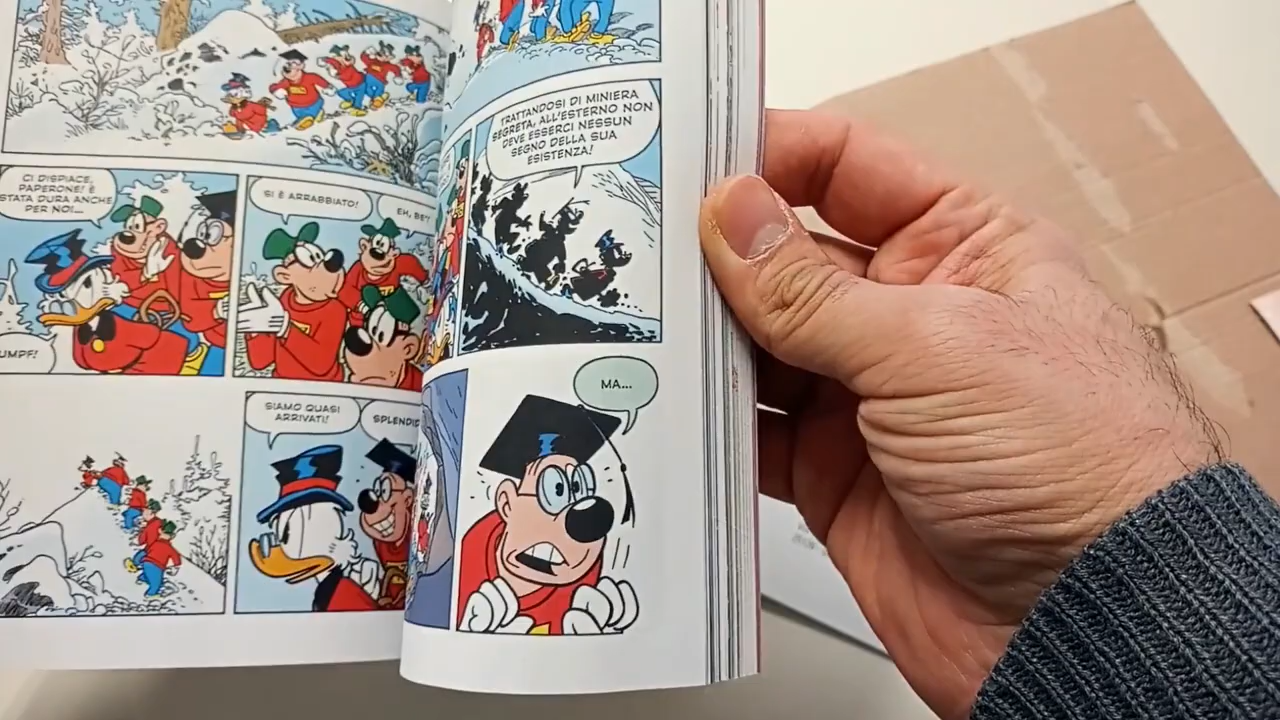 CI DISPIACE,
PAPERONE! È
STATA DURA ANCHE
PER NOI...
UMPF!
SI È ARRABBIATO!
EH, BE'!
SIAMO QUASI
ARRIVATI!
TRATTANDOSI DI MINIERA
SEGRETA, ALL'ESTERNO NON
DEVE ESSERCI NESSUN
SEGNO DELLA SUA
ESISTENZA!
MA...